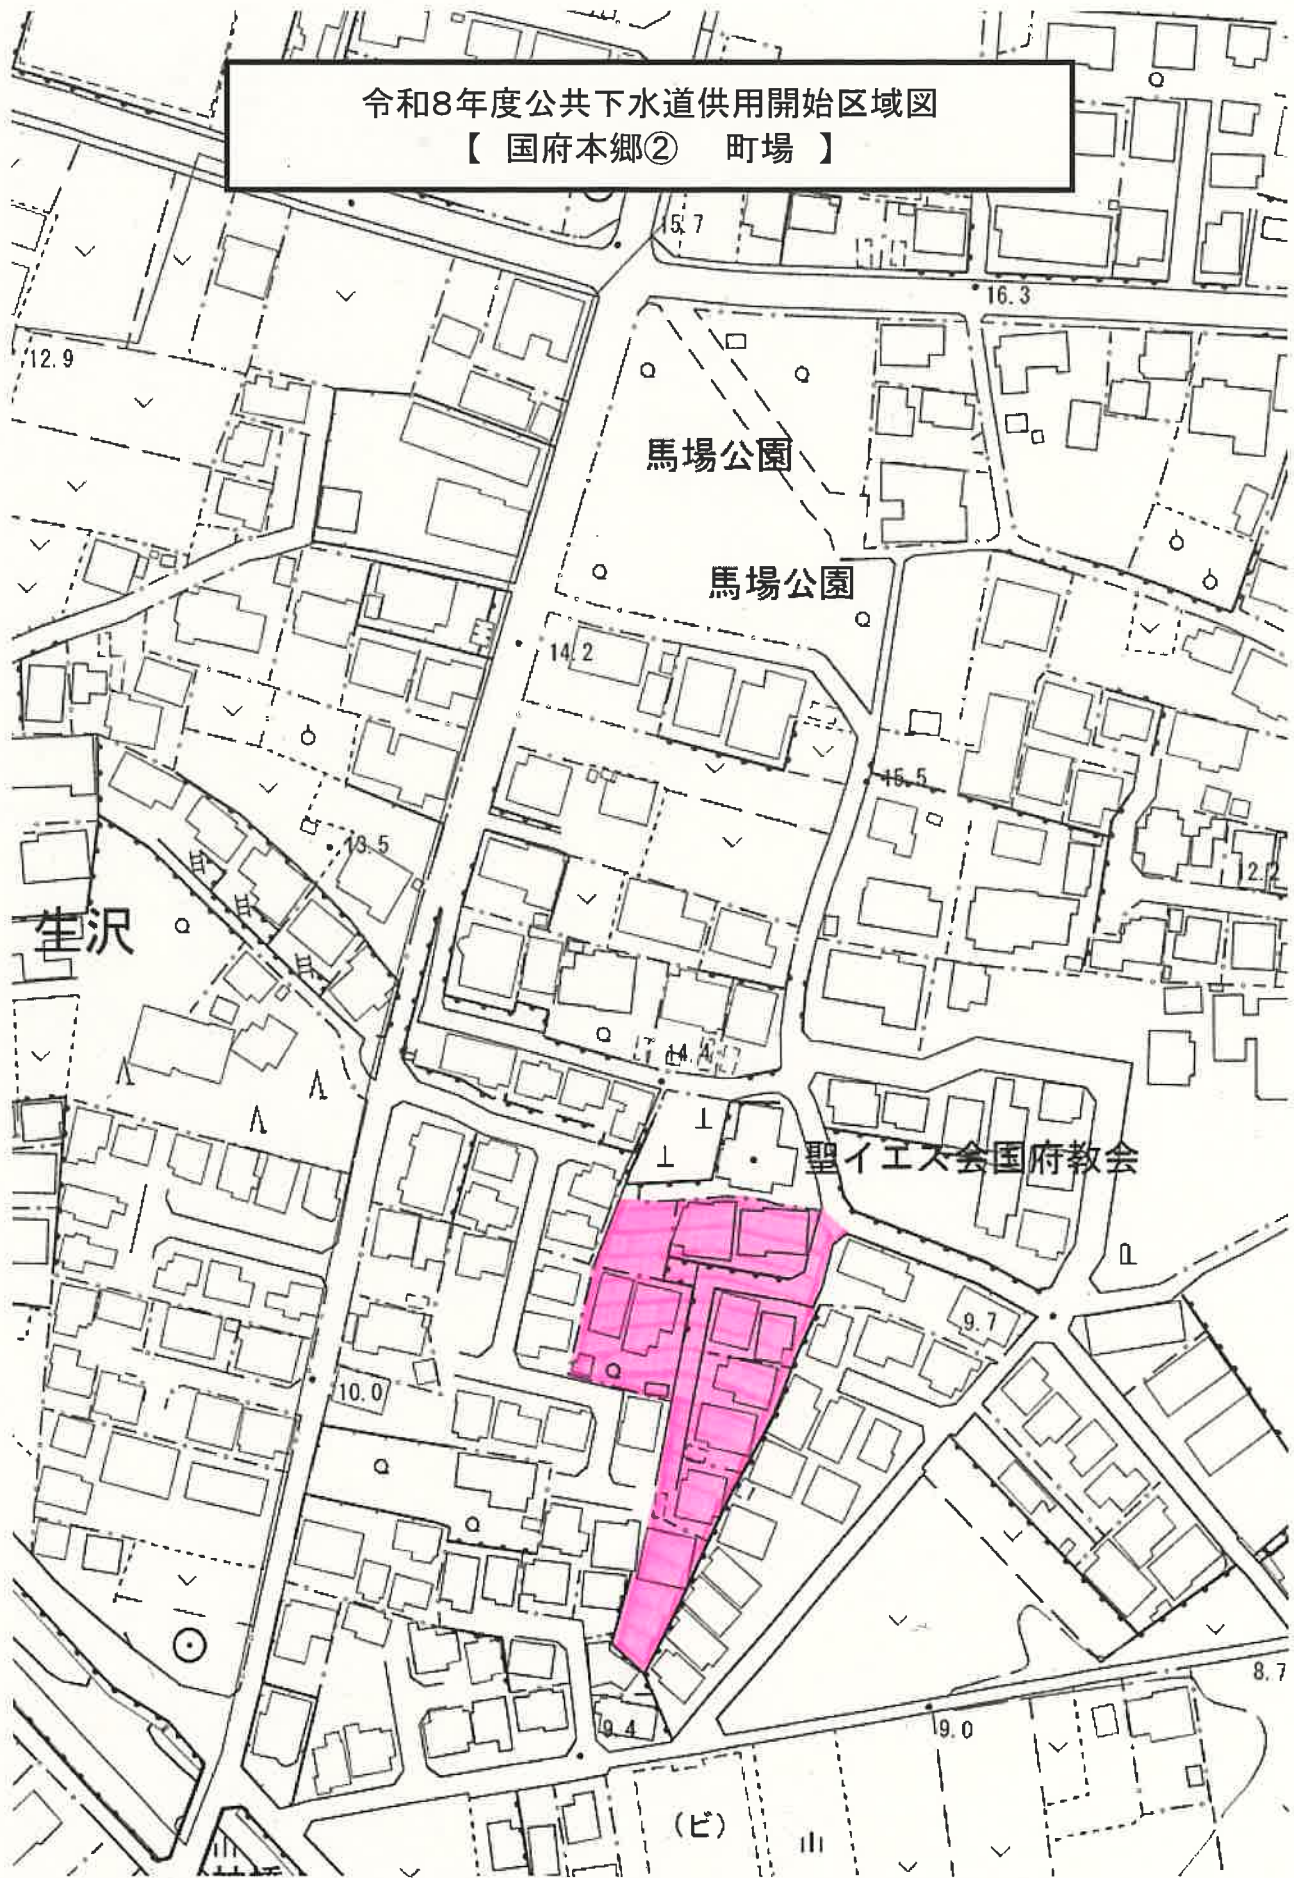 令和8年度公共下水道供用開始区域図
【 国府本郷② 町場 】
15.7
16.3
12.9
馬場公園
馬場公園
14.2
15.5
13.5
12.2
生沢
14.4
聖イエス会国府教会
9.7
10.0
8.7
9.4
9.0
(ビ)